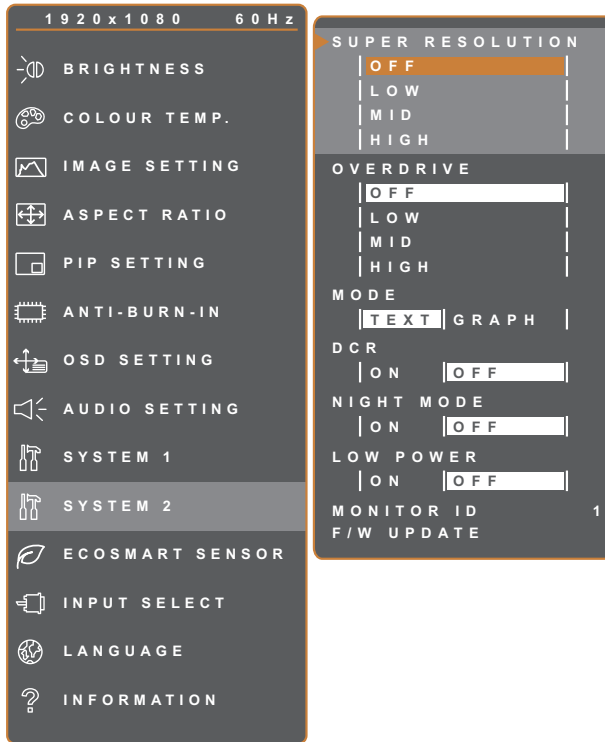 1920x1080 60Hz
BRIGHTNESS
COLOUR TEMP.
IMAGE SETTING
ASPECT RATIO
PIP SETTING
ANTI-BURN-IN
OSD SETTING
AUDIO SETTING
SYSTEM 1
SYSTEM 2
ECOSMART SENSOR
INPUT SELECT
LANGUAGE
INFORMATION
SUPER RESOLUTION
OFF
LOW
MID
HIGH
OVERDRIVE
OFF
LOW
MID
HIGH
MODE
TEXT GRAPH
DCR
ON OFF
NIGHT MODE
ON OFF
LOW POWER
ON OFF
MONITOR ID 1
F/W UPDATE